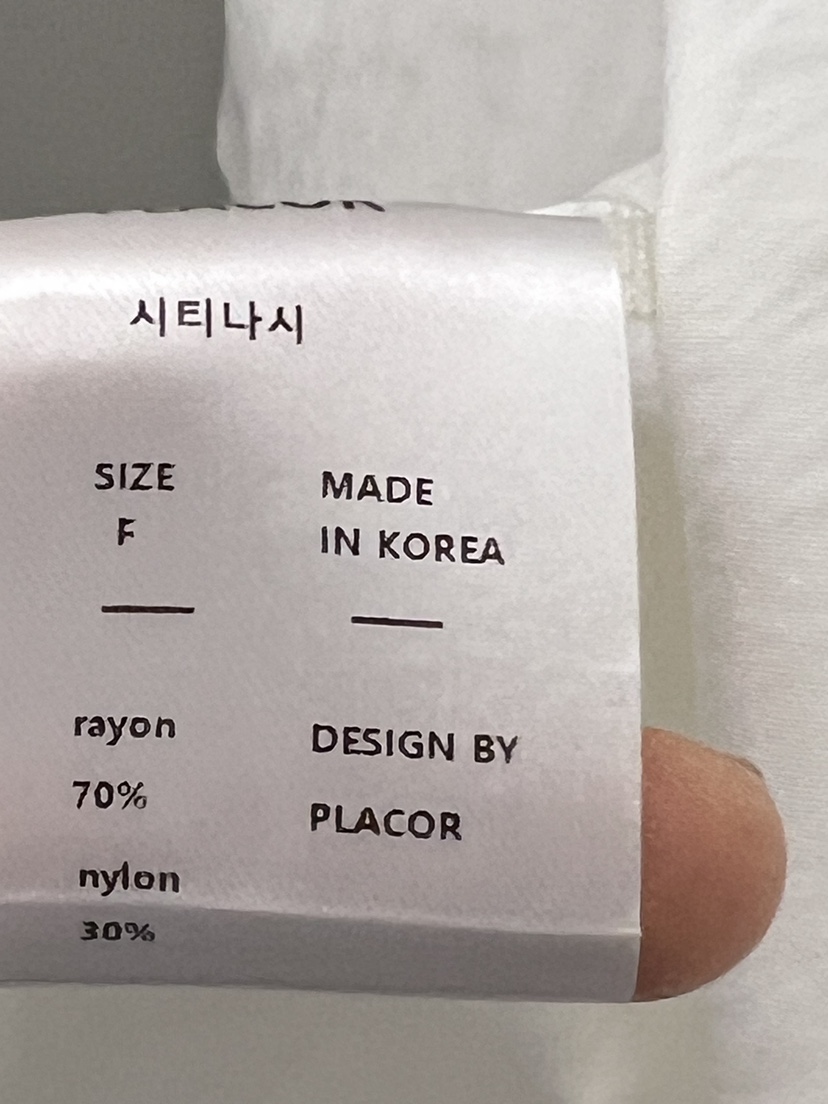 시티나시
SIZE
F
MADE
IN KOREA
rayon
70%
nylon
30%
DESIGN BY
PLACOR